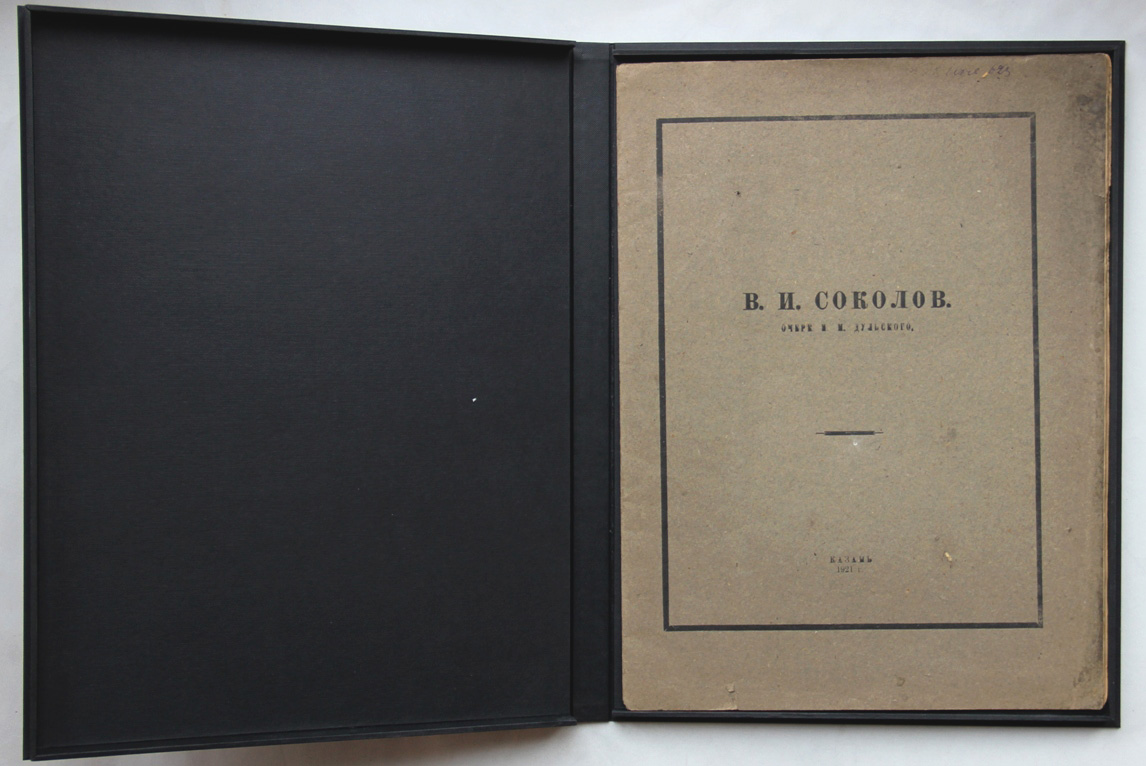 В. И. СОКОЛОВ.
ОЧЕРК П М. ДУЛЬСКОГО,
КАЗАНЬ
1921 г.